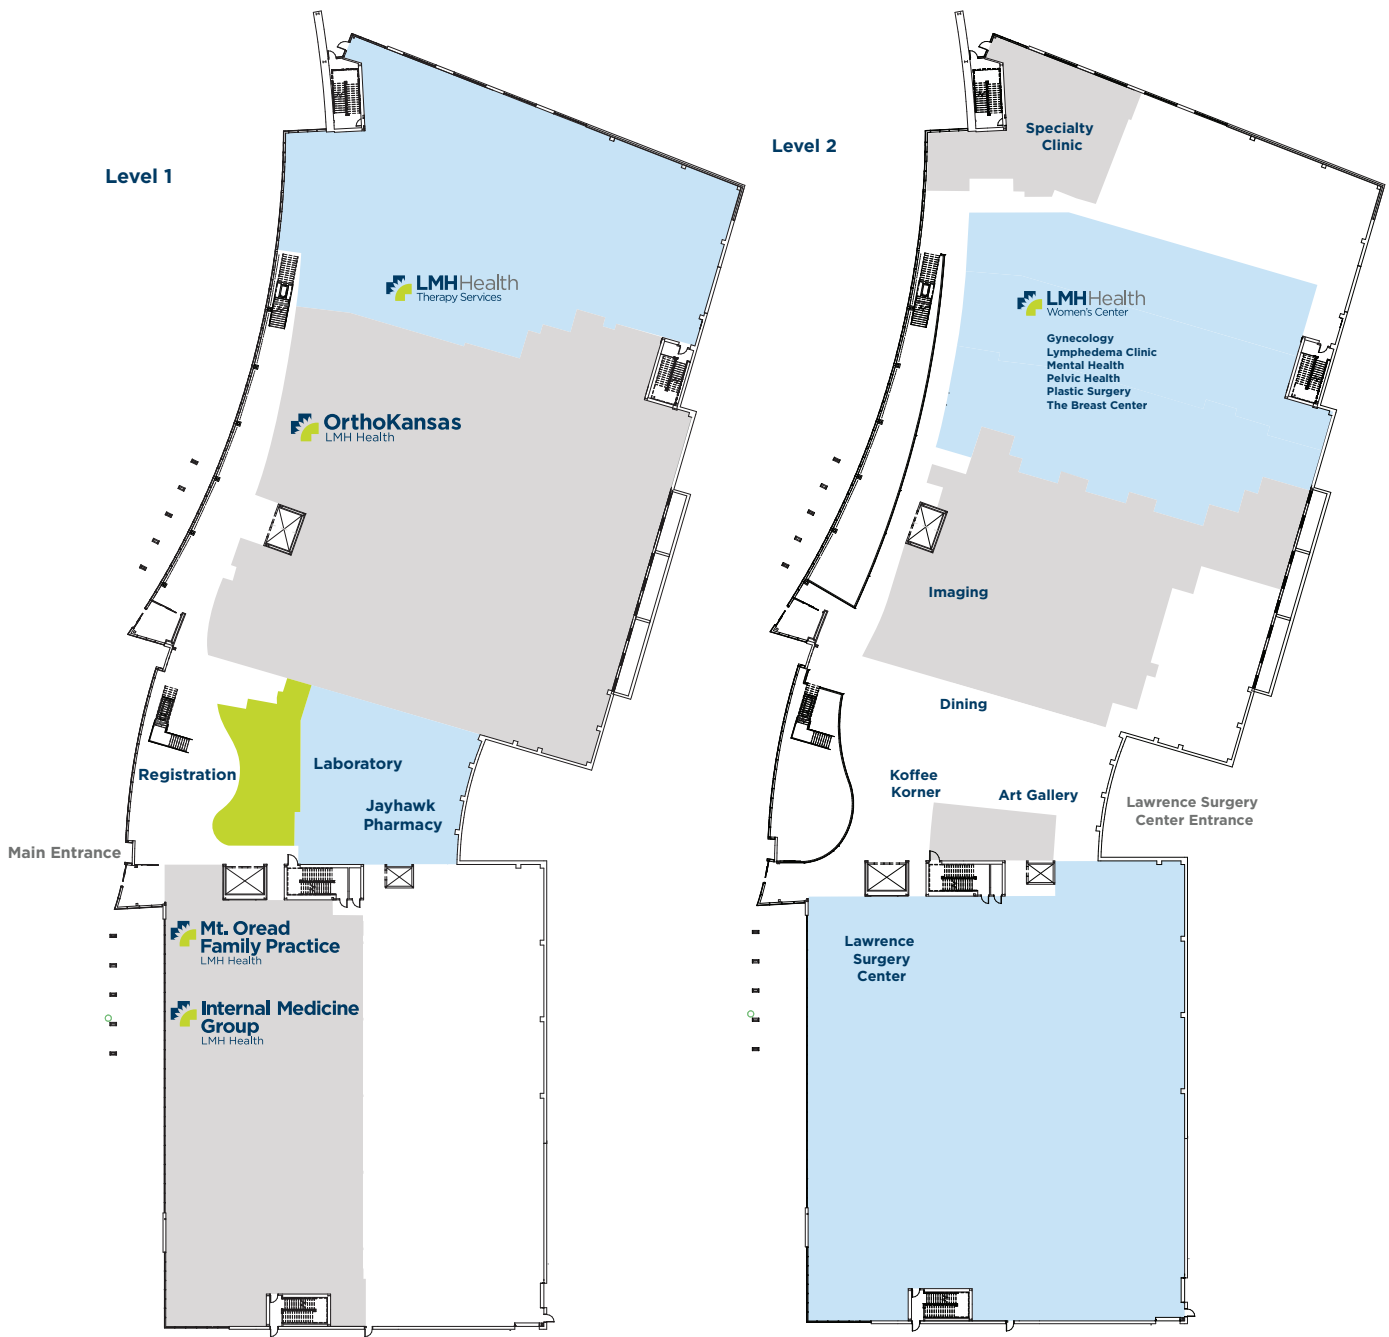 Level 1
LMHHealth
Therapy Services
OrthoKansas
LMH Health
Registration
Laboratory
Jayhawk
Pharmacy
Main Entrance
Mt. Oread
Family Practice
LMH Health
Internal Medicine
Group
LMH Health
Level 2
Specialty
Clinic
LMHHealth
Women's Center
Gynecology
Lymphedema Clinic
Mental Health
Pelvic Health
Plastic Surgery
The Breast Center
Imaging
Dining
Koffee
Korner
Art Gallery
Lawrence Surgery
Center Entrance
Lawrence
Surgery
Center